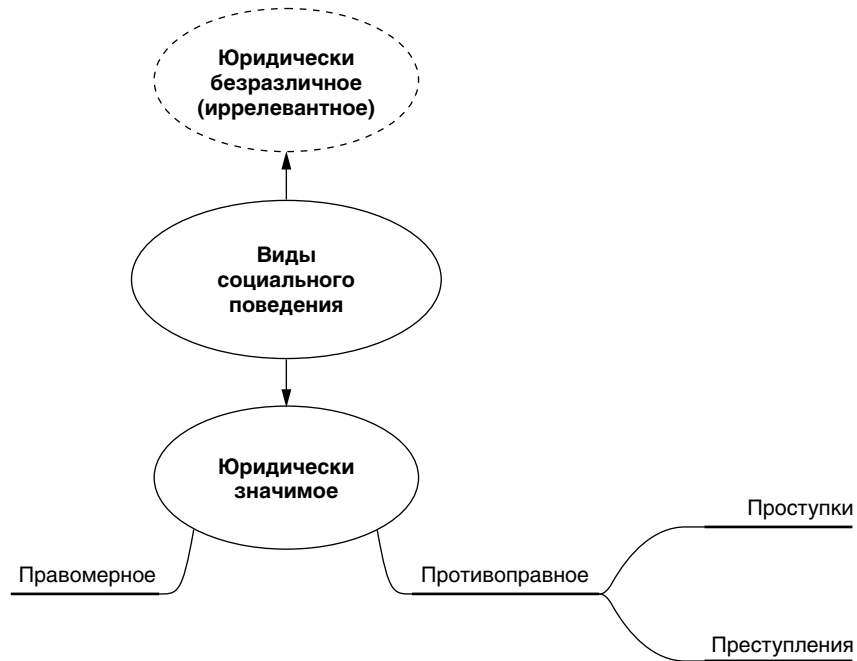 Юридически
безразличное
(иррелевантное)
Виды
социального
поведения
Юридически
значимое
Проступки
Правомерное
Противоправное
Преступления